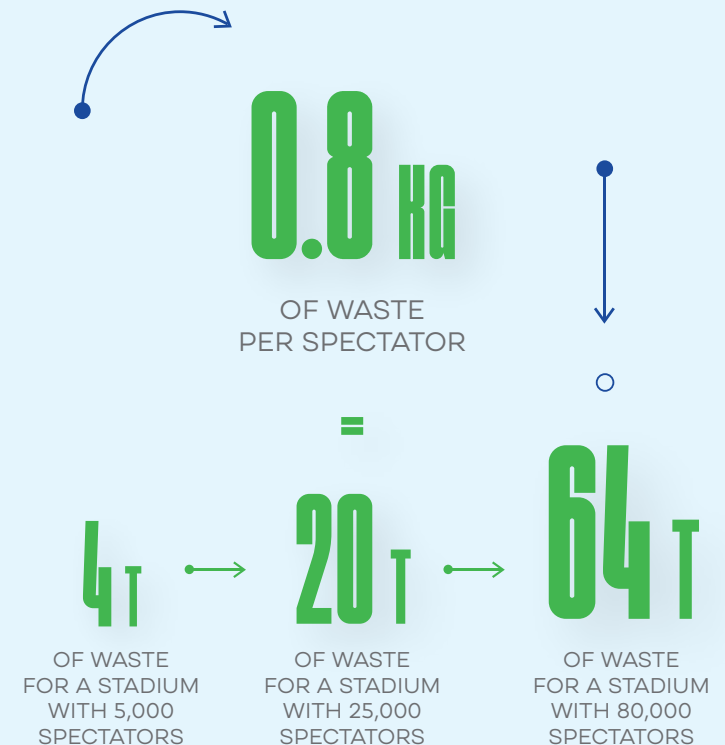 0.8 KG
OF WASTE
PER SPECTATOR
=
4 T
OF WASTE
FOR A STADIUM
WITH 5,000
SPECTATORS
20 T
OF WASTE
FOR A STADIUM
WITH 25,000
SPECTATORS
64 T
OF WASTE
FOR A STADIUM
WITH 80,000
SPECTATORS